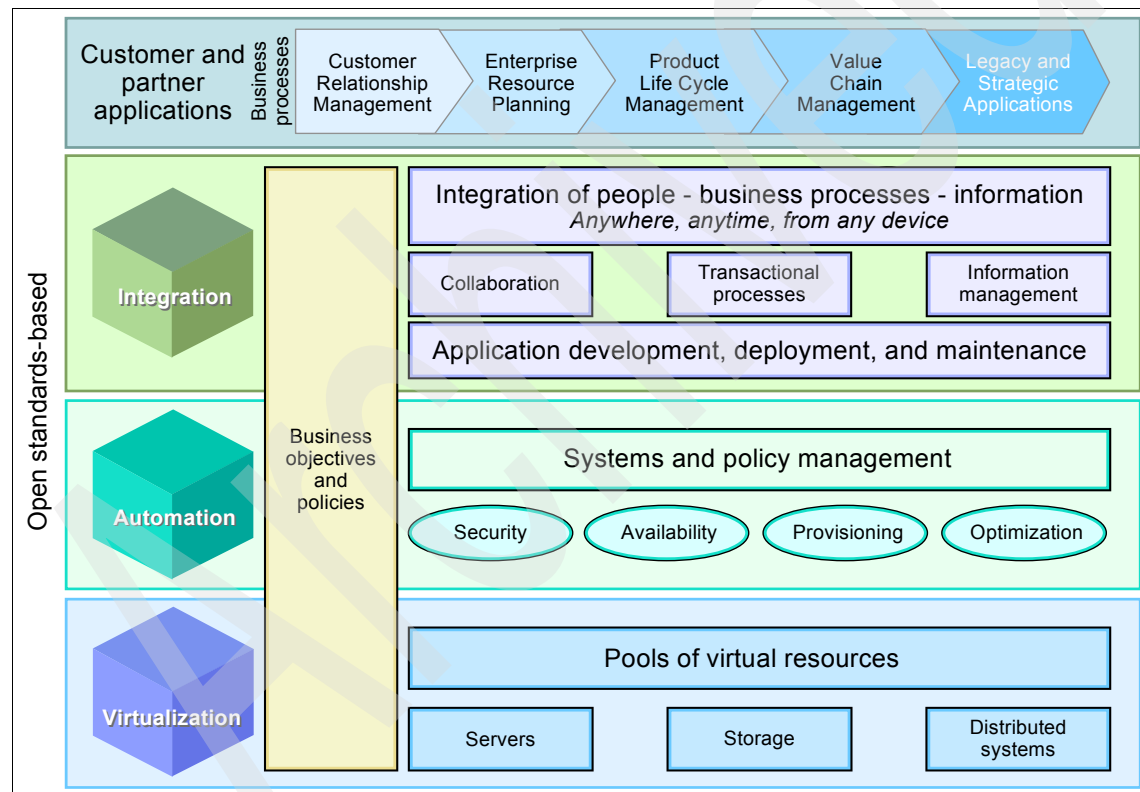 Customer and
partner
applications
Business
processes
Customer
Relationship
Management
Enterprise
Resource
Planning
Product
Life Cycle
Management
Value
Chain
Management
Legacy and
Strategic
Applications
Open standards-based
Integration
Business
objectives
and
policies
Integration of people - business processes - information
Anywhere, anytime, from any device
Collaboration
Transactional
processes
Information
management
Application development, deployment, and maintenance
Automation
Systems and policy management
Security
Availability
Provisioning
Optimization
Virtualization
Pools of virtual resources
Servers
Storage
Distributed
systems